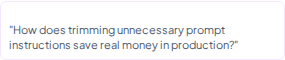 "How does trimming unnecessary prompt
instructions save real money in production?"